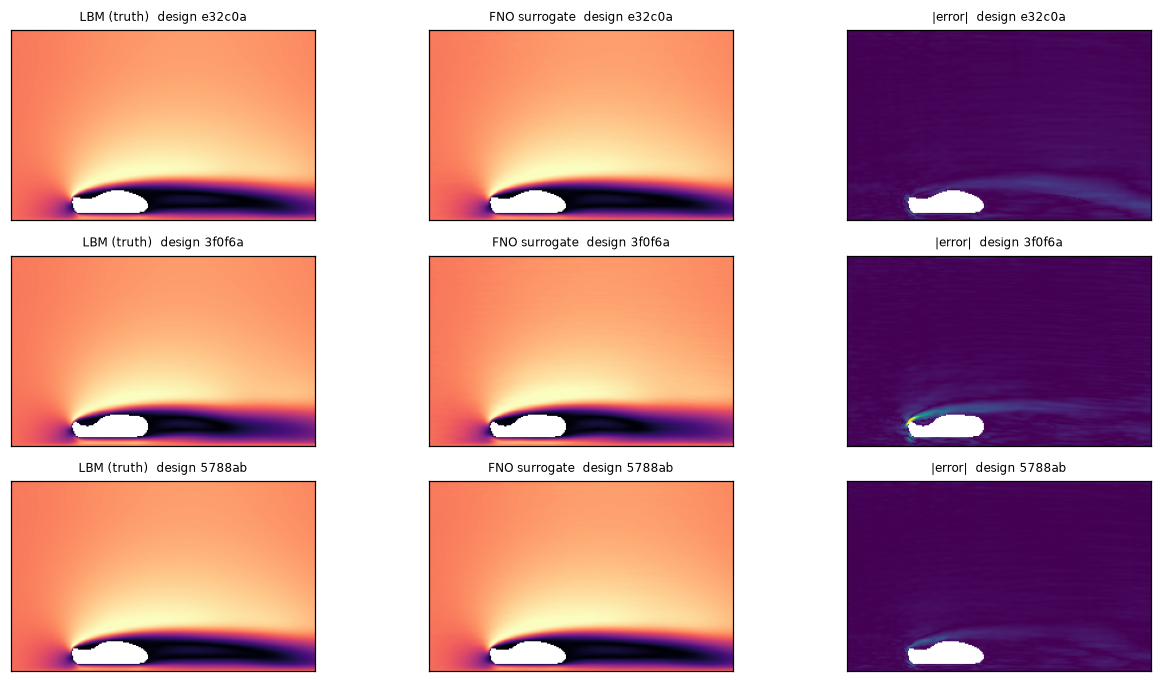 LBM (truth)  design e32c0a
FNO surrogate  design e32c0a
|error|  design e32c0a
LBM (truth)  design 3f0f6a
FNO surrogate  design 3f0f6a
|error|  design 3f0f6a
LBM (truth)  design 5788ab
FNO surrogate  design 5788ab
|error|  design 5788ab